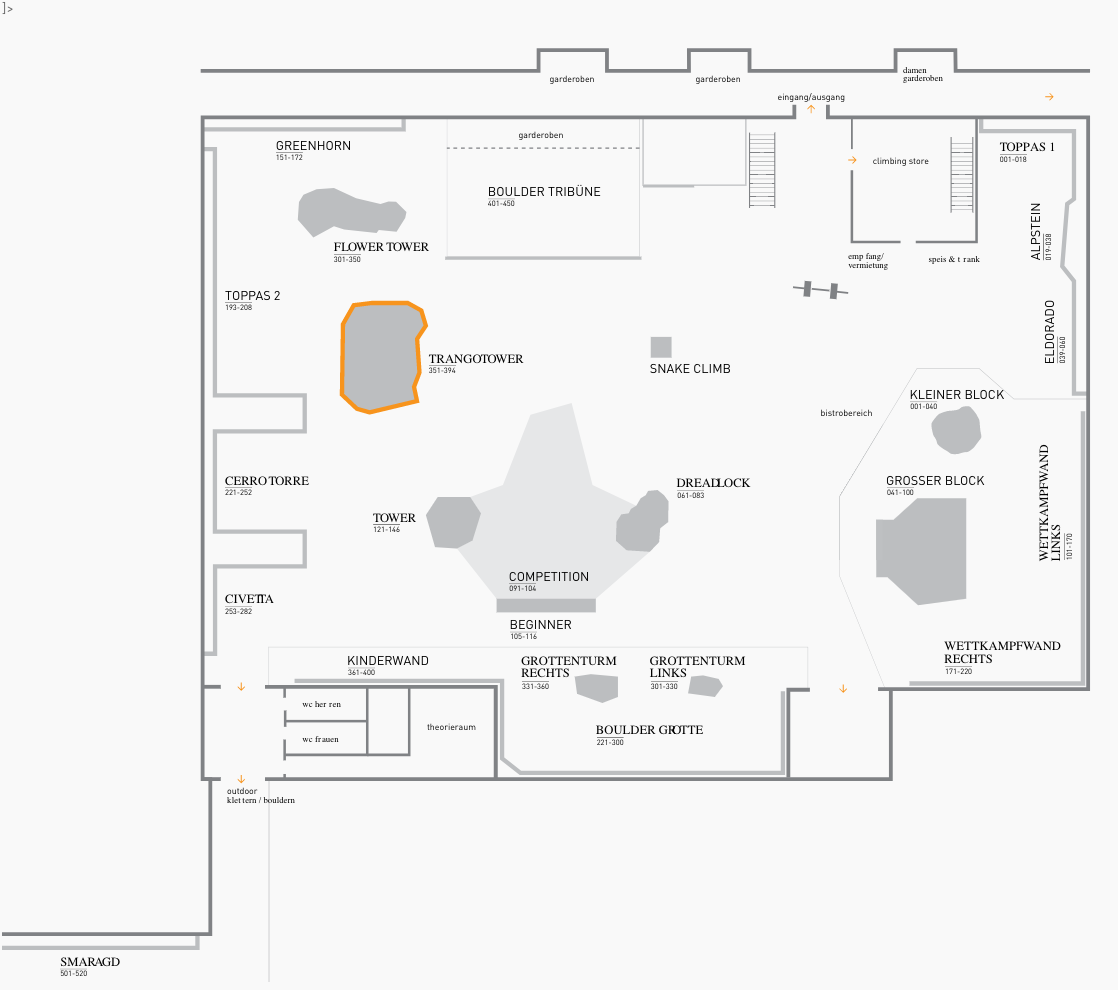 ]>
garderoben
garderoben
damen
garderoben
eingang/ausgang
garderoben
GREENHORN
151-172
BOULDER TRIBÜNE
401-450
climbing store
TOPPAS 1
001-018
ALPSTEIN
019-038
FLOWER TOWER
301-350
emp fang/
vermietung
speis & t rank
TOPPAS 2
193-208
ELDORADO
039-060
TRANGOTOWER
351-394
SNAKE CLIMB
KLEINER BLOCK
001-040
bistrobereich
CERRO TORRE
221-252
DREADLOCK
061-083
GROSSER BLOCK
041-100
WETTKAMPFWAND
LINKS
101-170
TOWER
121-146
COMPETITION
091-104
CIVETTA
253-282
BEGINNER
105-116
KINDERWAND
361-400
GROTTENTURM
RECHTS
331-360
GROTTENTURM
LINKS
301-330
WETTKAMPFWAND
RECHTS
171-220
wc her ren
theorieraum
BOULDER GROTTE
221-300
wc frauen
outdoor
klet tern / bouldern
SMARAGD
501-520